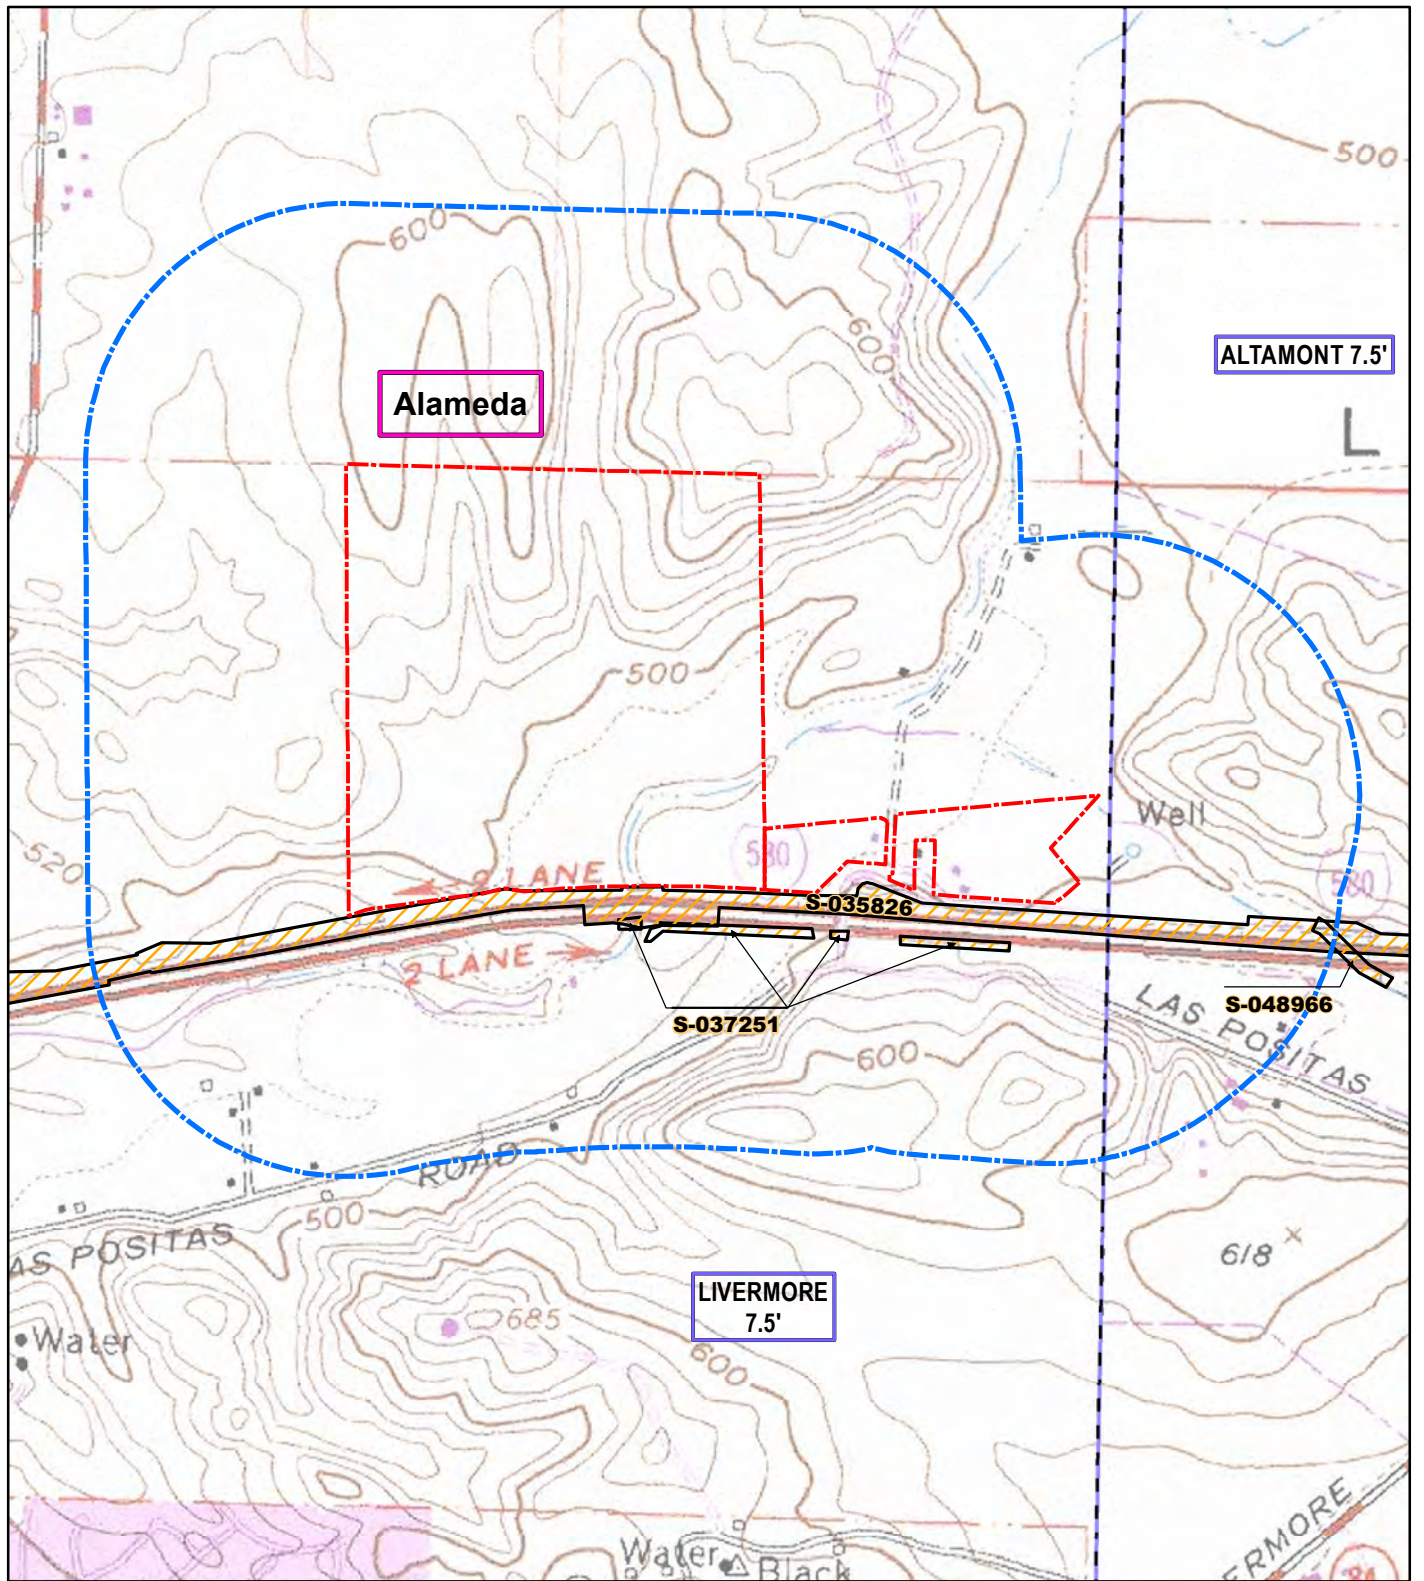 500
600
ALTAMONT 7.5'
600
Alameda
L
500
Well
520
580
580
2 LANE
S-035826
2 LANE
S-037251
S-048966
LAS POSITAS
600
ROAD
500
AS POSITAS
618
LIVERMORE
7.5'
685
Water
600
Water
Black
ERMORE
84